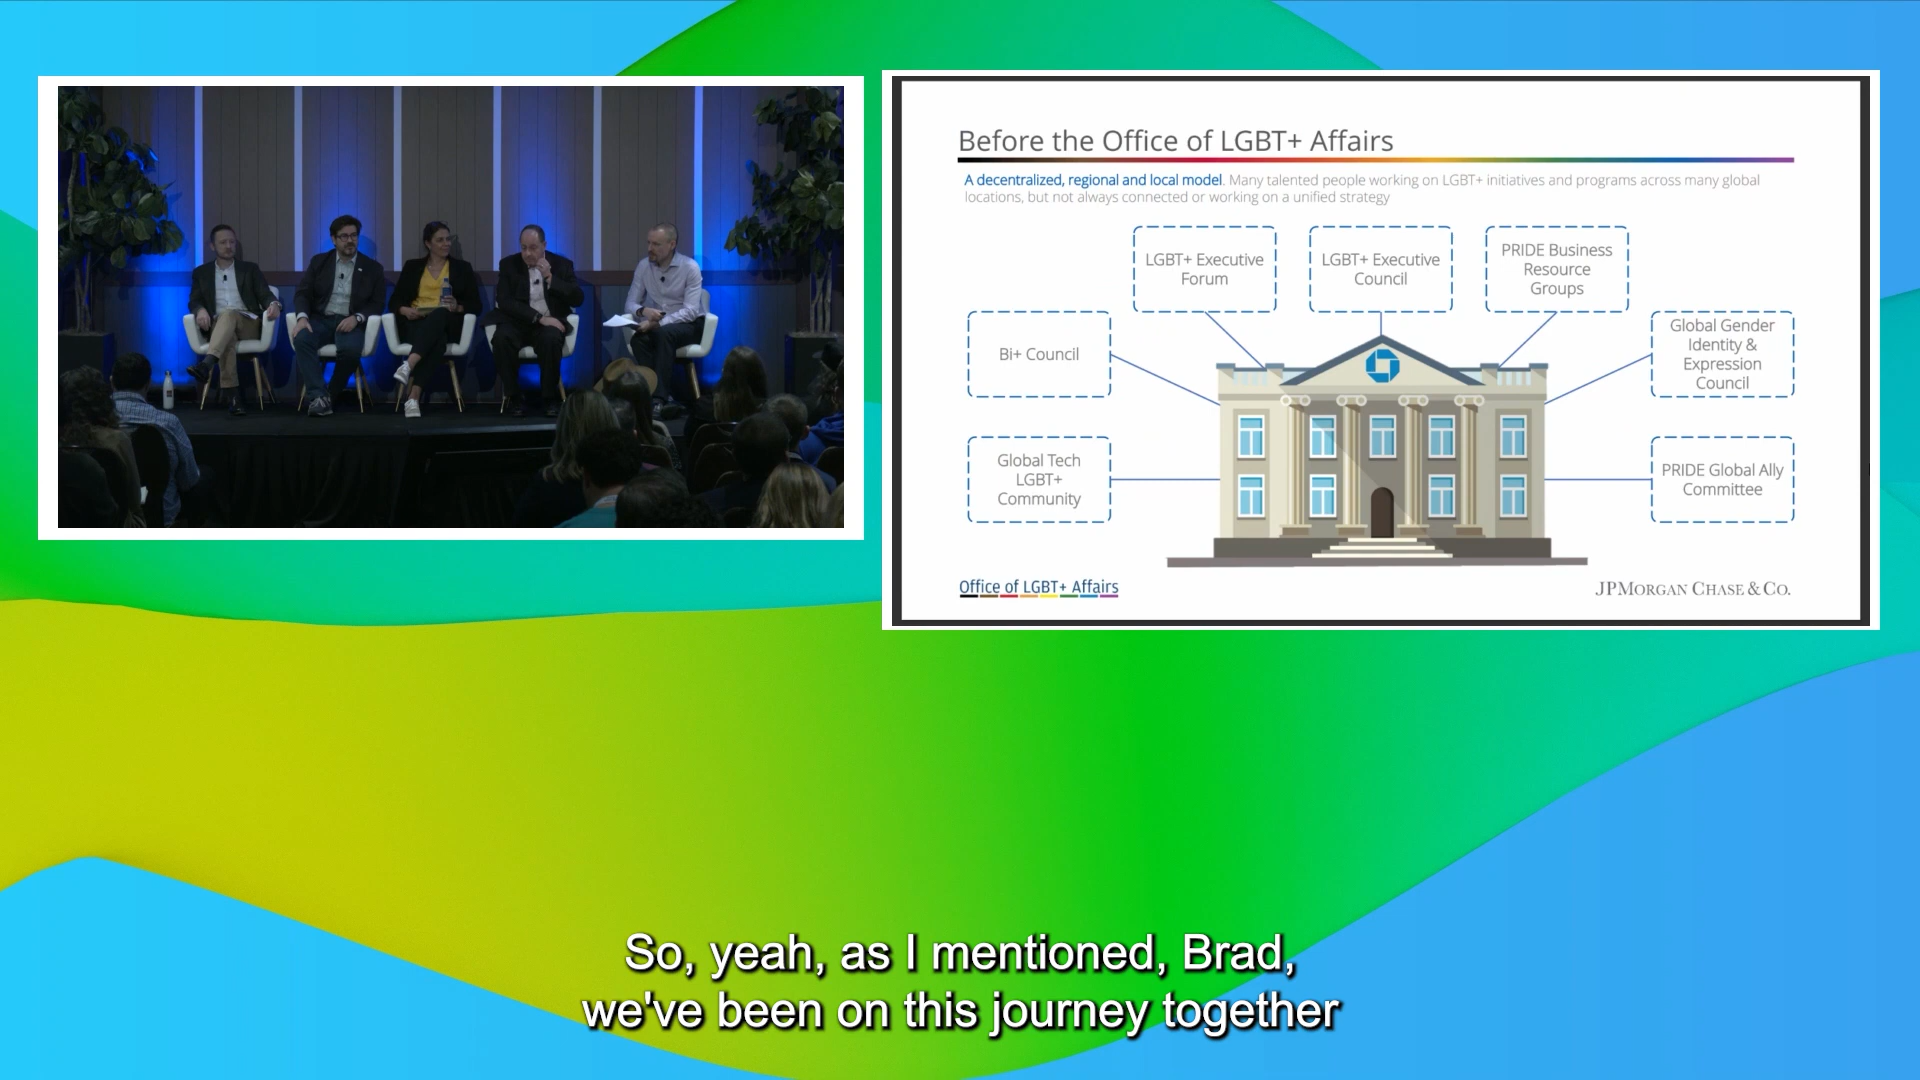 Before the Office of LGBT+ Affairs
A decentralized, regional and local model. Many talented people working on LGBT+ initiatives and programs across many global
locations, but not always connected or working on a unified strategy
LGBT+ Executive
Forum
LGBT+ Executive
Council
PRIDE Business
Resource
Groups
Bi+ Council
Global Gender
Identity &
Expression
Council
Global Tech
LGBT+
Community
PRIDE Global Ally
Committee
Office of LGBT+ Affairs
JPMORGAN CHASE & CO.
So, yeah, as I mentioned, Brad,
we've been on this journey together